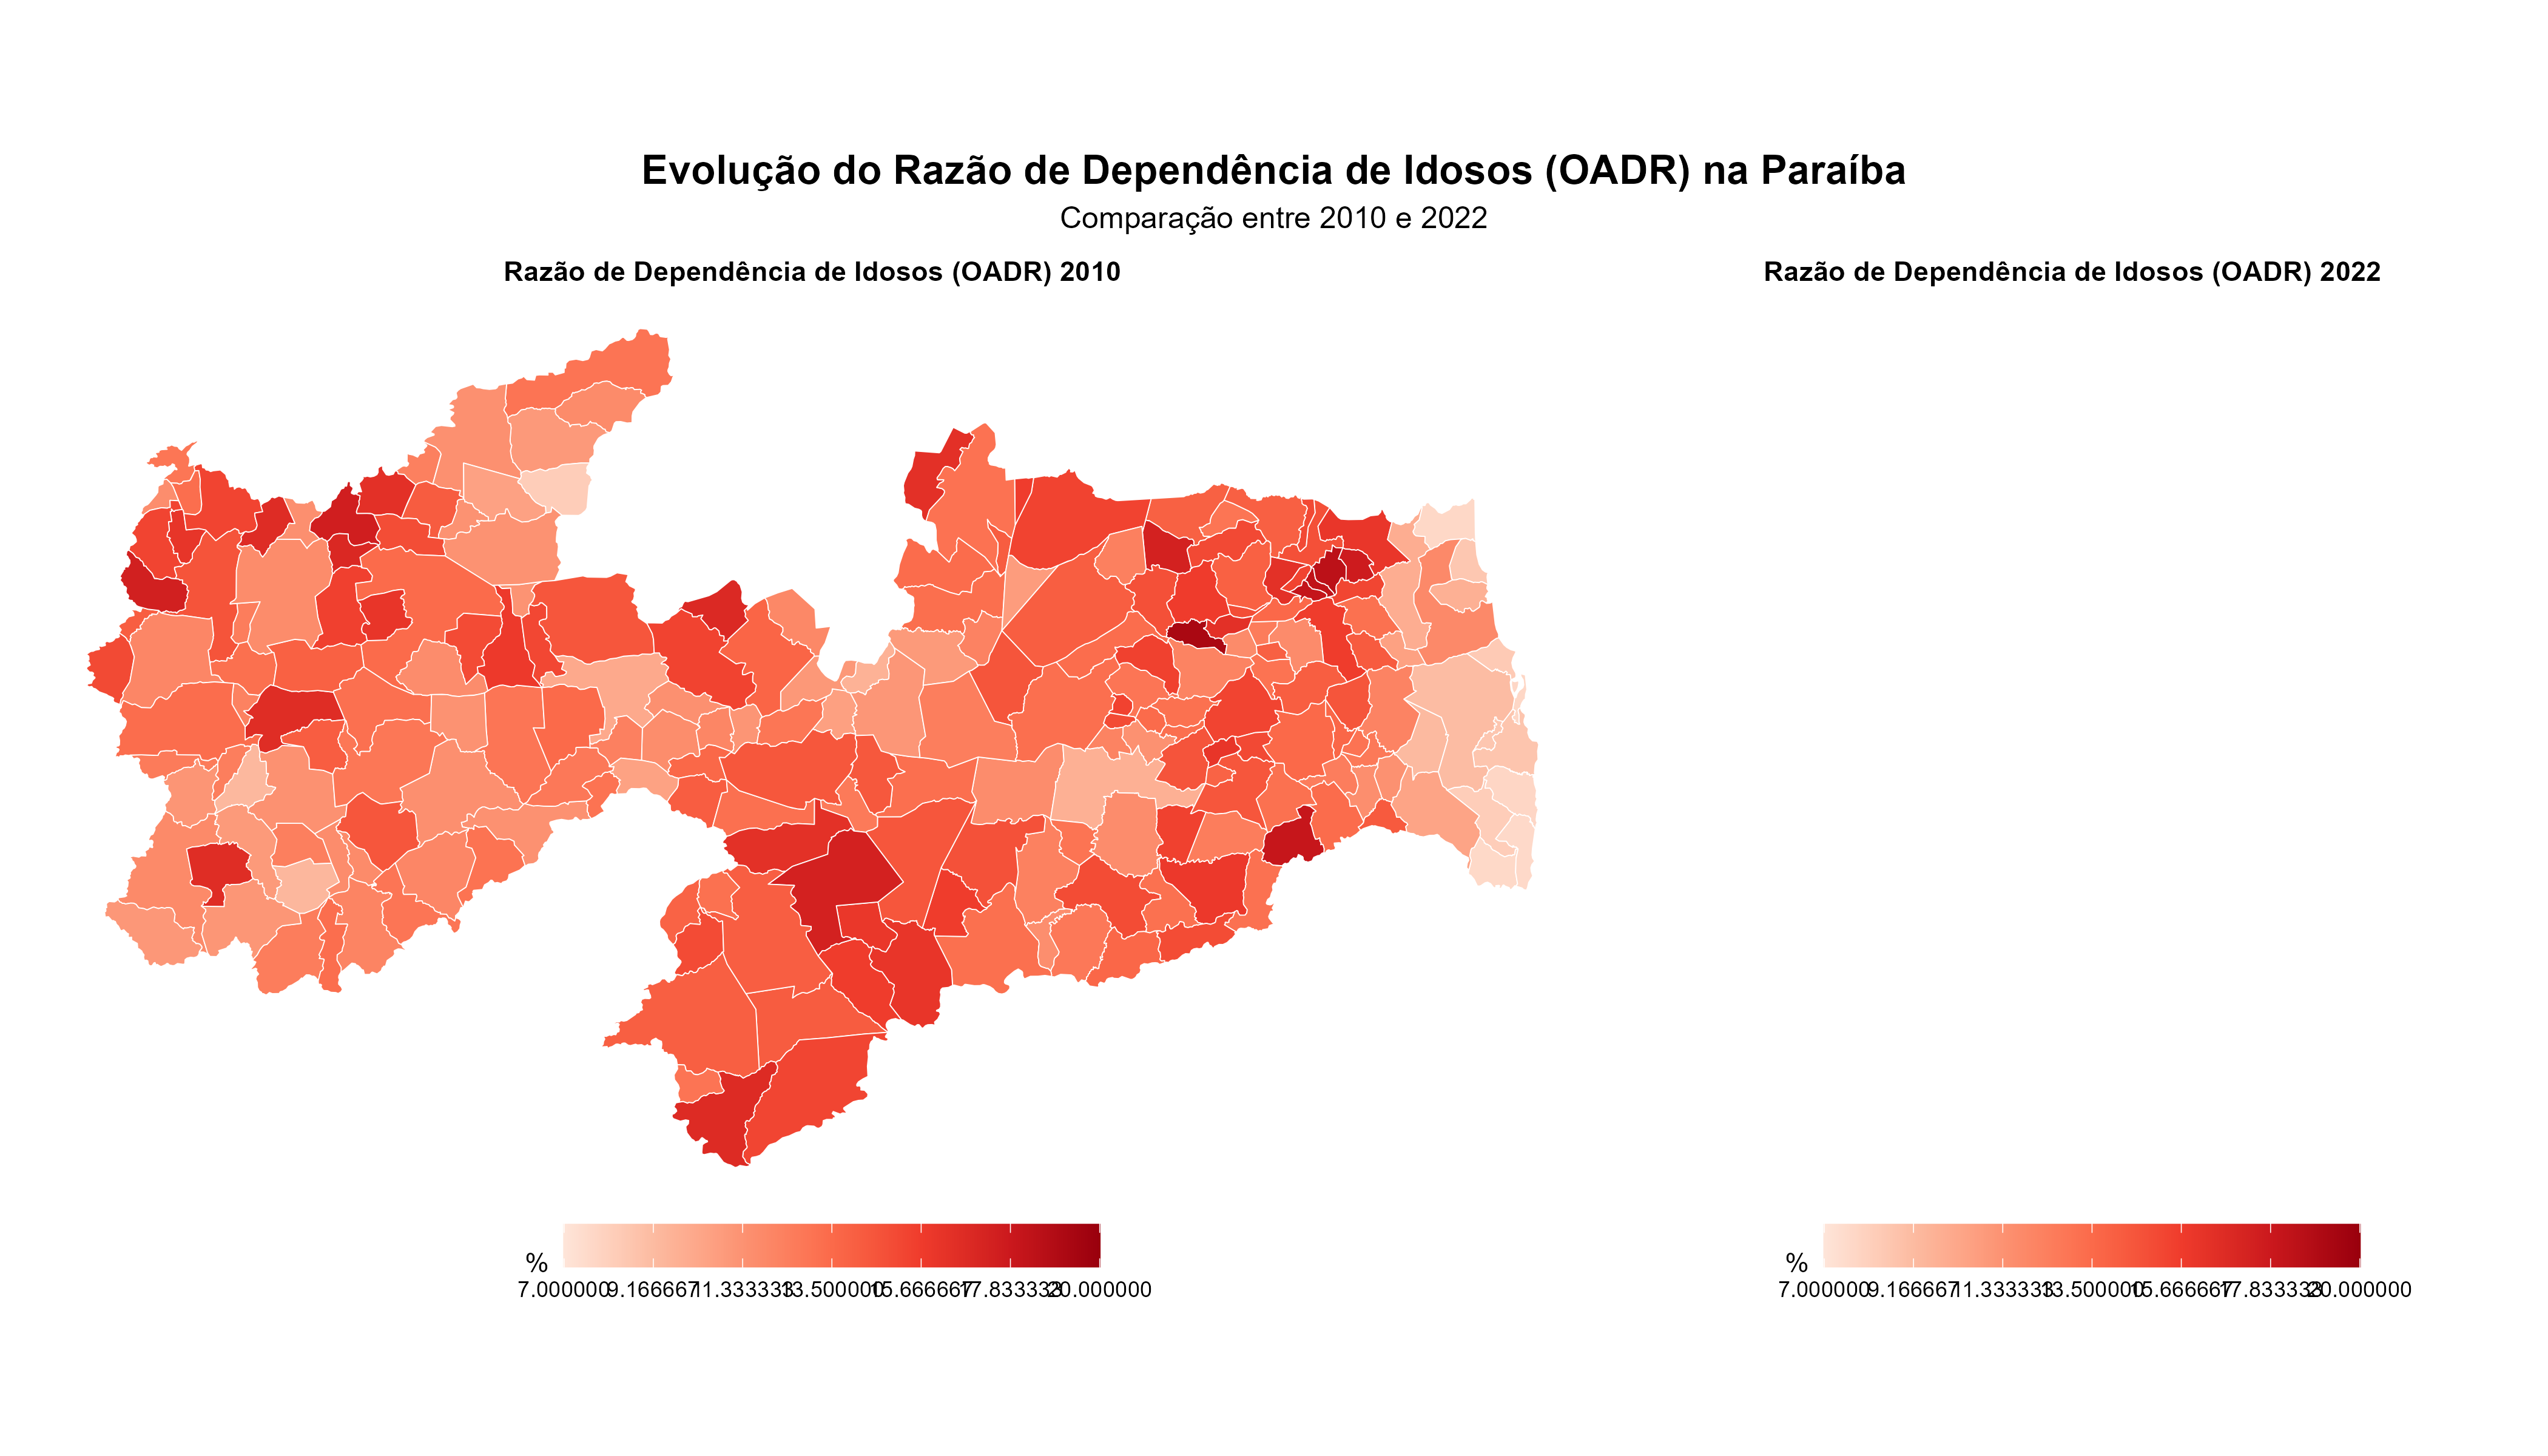 Evolução do Razão de Dependência de Idosos (OADR) na Paraíba
Comparação entre 2010 e 2022
Razão de Dependência de Idosos (OADR) 2010
Razão de Dependência de Idosos (OADR) 2022
%
7.000000 9.166667 11.333333 13.500000 15.666667 17.833333 20.000000
%
7.000000 9.166667 11.333333 13.500000 15.666667 17.833333 20.000000